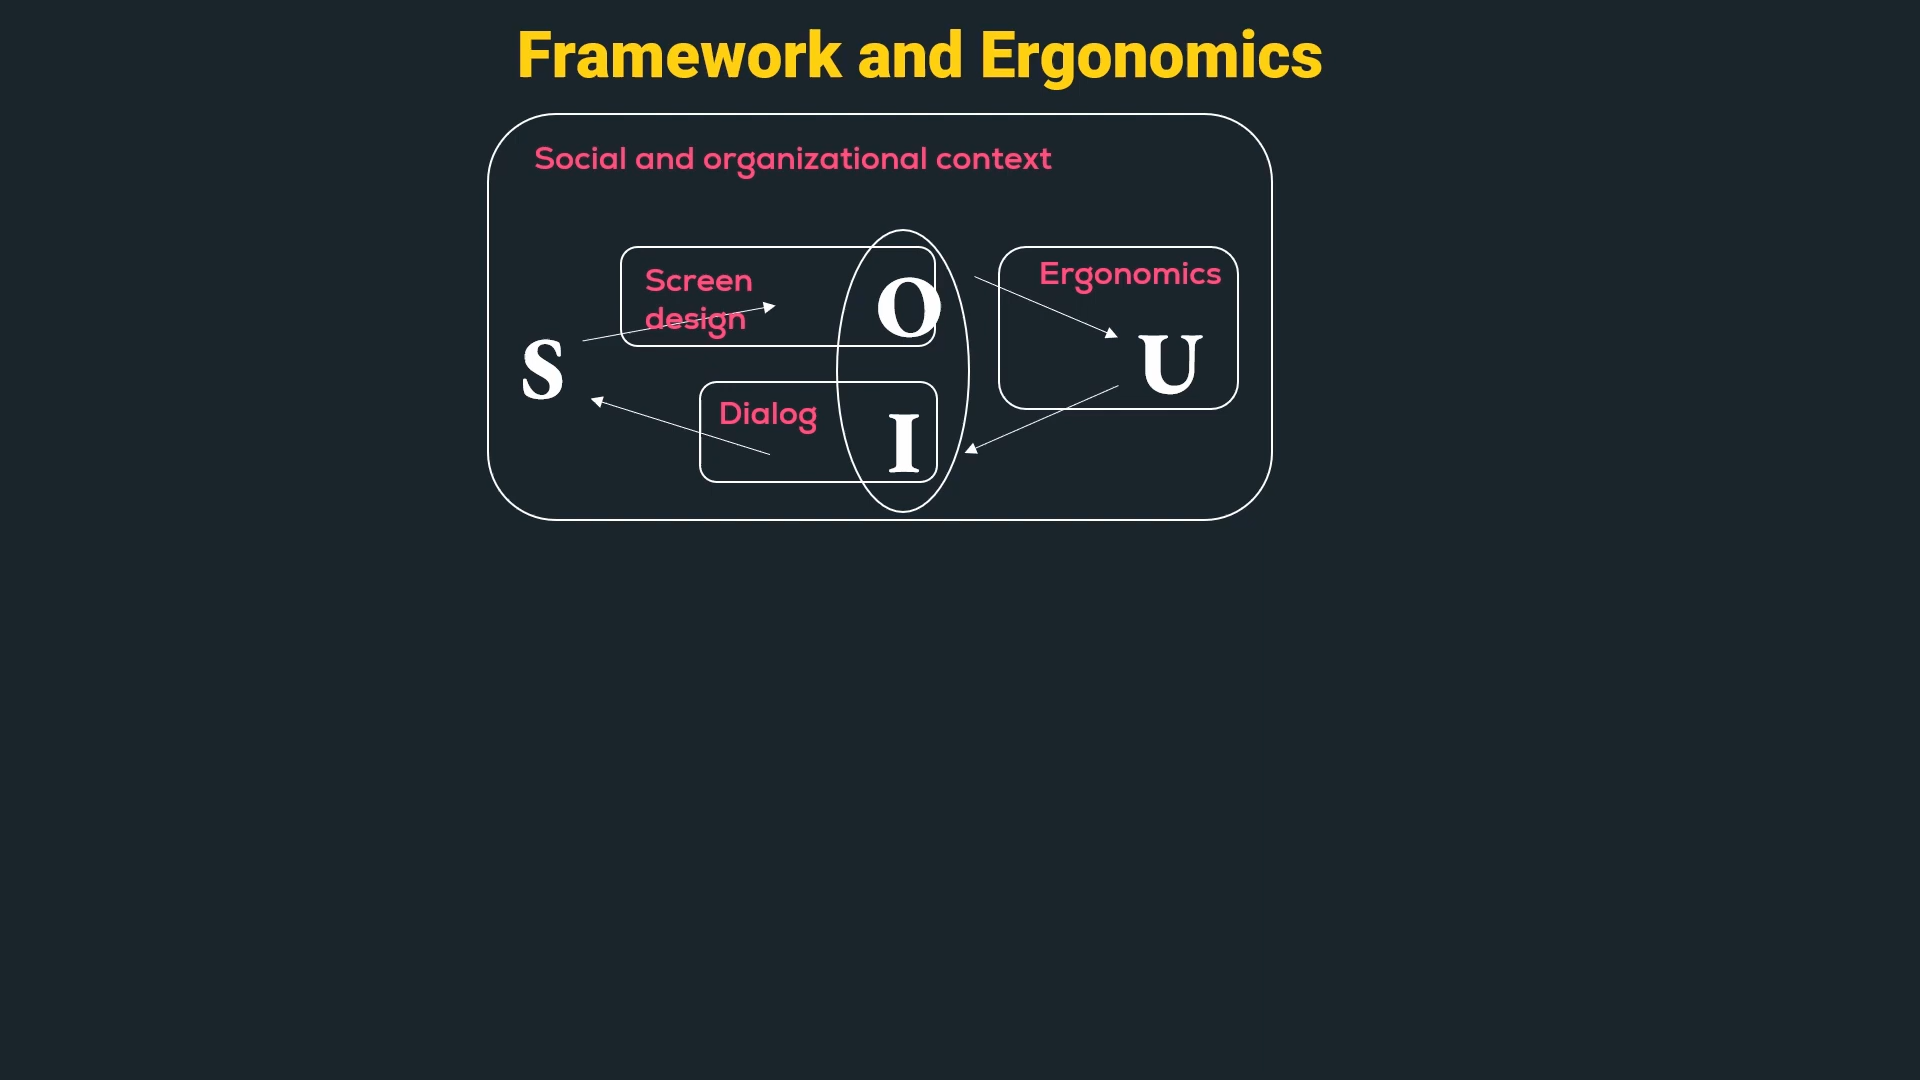 Framework and Ergonomics
Social and organizational context
Screen
design
O
Ergonomics
S
U
Dialog
I